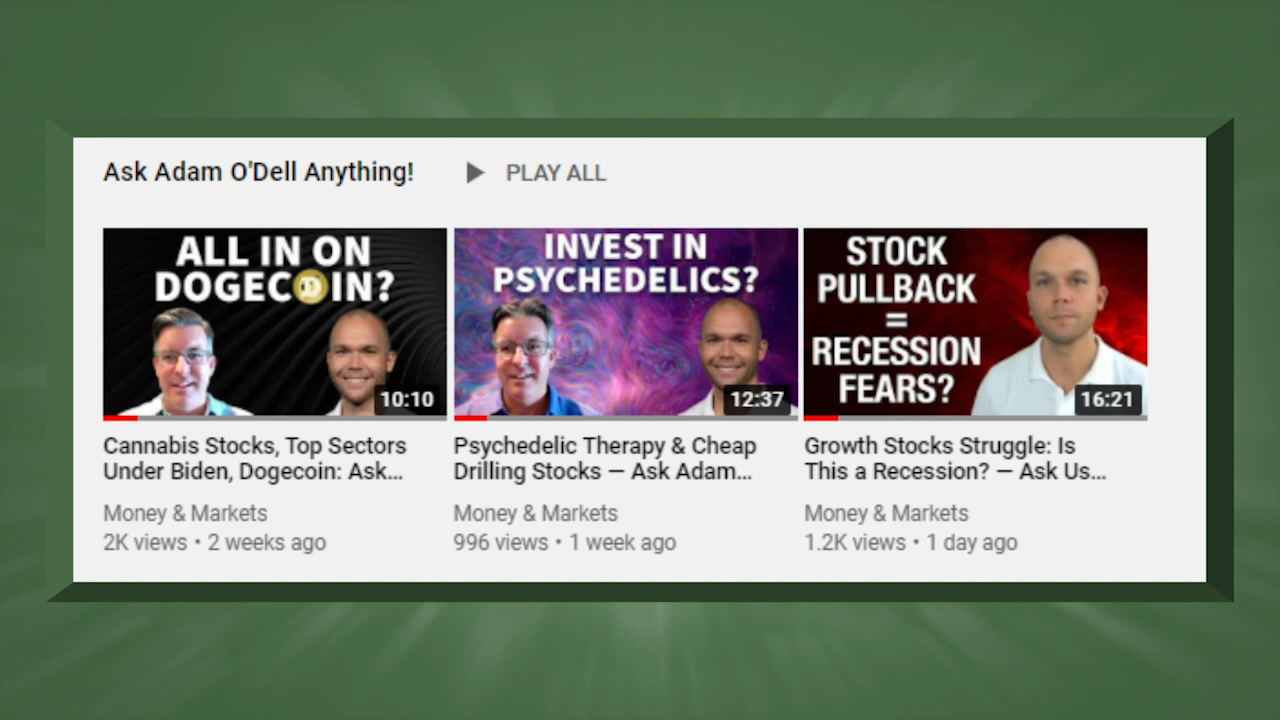 Ask Adam O'Dell Anything!
PLAY ALL
ALL IN ON
DOGECOIN?
10:10
Cannabis Stocks, Top Sectors
Under Biden, Dogecoin: Ask...
Money & Markets
2K views • 2 weeks ago
INVEST IN
PSYCHEDELICS?
12:37
Psychedelic Therapy & Cheap
Drilling Stocks — Ask Adam...
Money & Markets
996 views • 1 week ago
STOCK
PULLBACK
=
RECESSION
FEARS?
16:21
Growth Stocks Struggle: Is
This a Recession? — Ask Us...
Money & Markets
1.2K views • 1 day ago